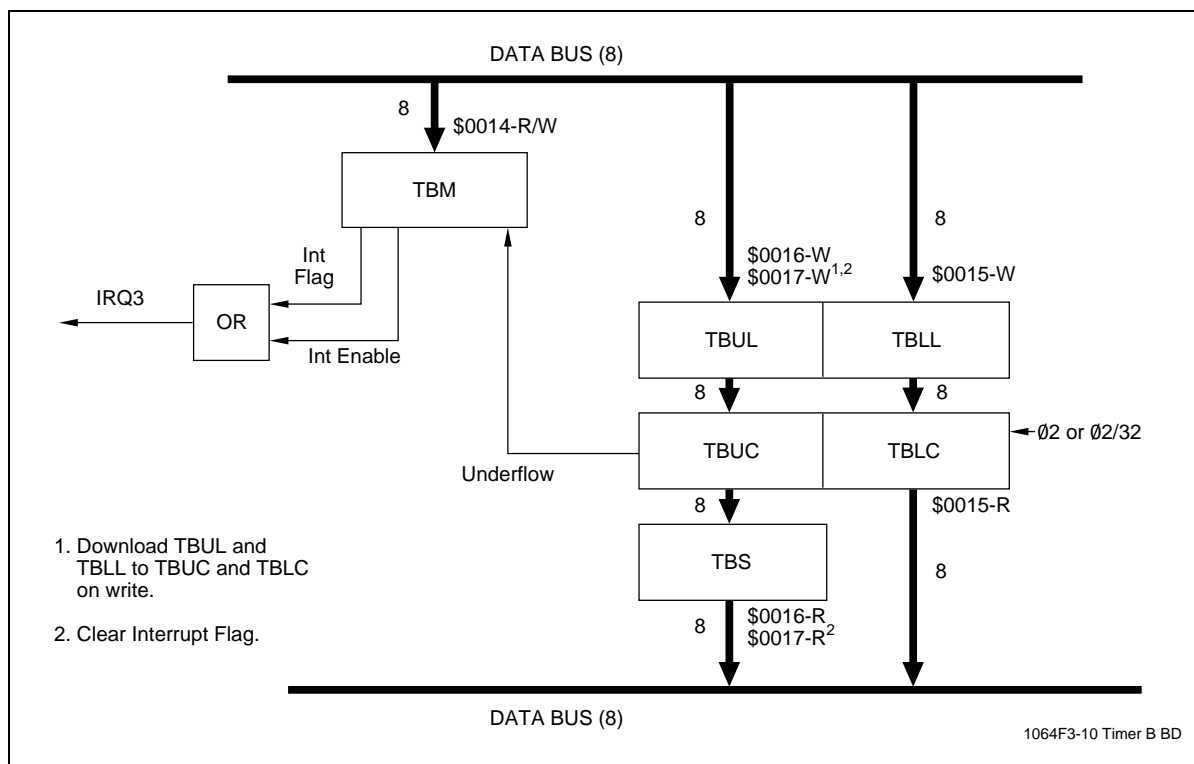 DATA BUS (8)
8
$0014-R/W
TBM
8
8
Int
Flag
$0016-W
$0017-W1,2
$0015-W
IRQ3
OR
Int Enable
TBUL
TBLL
8
8
Ø2 or Ø2/32
TBUC
TBLC
Underflow
8
$0015-R
1. Download TBUL and
TBLL to TBUC and TBLC
on write.
TBS
8
2. Clear Interrupt Flag.
8
$0016-R
$0017-R2
DATA BUS (8)
1064F3-10 Timer B BD